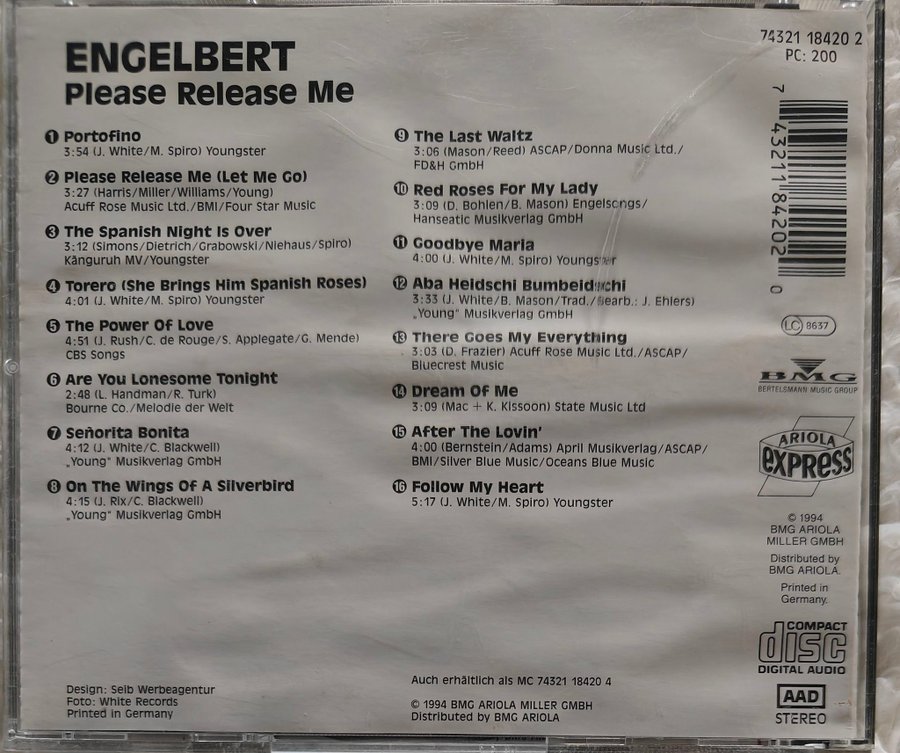 ENGELBERT
Please Release Me
1 Portofino
3:54 (J. White/M. Spiro) Youngster
2 Please Release Me (Let Me Go)
3:27 (Harris/Miller/Williams/Young)
Acuff Rose Music Ltd./BMI/Four Star Music
3 The Spanish Night Is Over
3:12 (Simons/Dietrich/Grabowski/Niehaus/Spiro)
Känguruh MV/Youngster
4 Torero (She Brings Him Spanish Roses)
4:01 (J. White/M. Spiro) Youngster
5 The Power Of Love
4:51 (J. Rush/C. de Rouge/S. Applegate/G. Mende)
CBS Songs
6 Are You Lonesome Tonight
2:48 (L. Handman/R. Turk)
Bourne Co./Melodie der Welt
7 Señorita Bonita
4:12 (J. White/C. Blackwell)
„Young" Musikverlag GmbH
8 On The Wings Of A Silverbird
4:15 (J. Rix/C. Blackwell)
„Young" Musikverlag GmbH
9 The Last Waltz
3:06 (Mason/Reed) ASCAP/Donna Music Ltd./
FD&H GmbH
10 Red Roses For My Lady
3:09 (D. Bohlen/B. Mason) Engelsongs/
Hanseatic Musikverlag GmbH
11 Goodbye Maria
4:00 (J. White/M. Spiro) Youngster
12 Aba Heidschi Bumbeidschi
3:33 (J. White/B. Mason/Trad./Bearb.: J. Ehlers)
„Young" Musikverlag GmbH
13 There Goes My Everything
3:03 (D. Frazier) Acuff Rose Music Ltd./ASCAP/
Bluecrest Music
14 Dream Of Me
3:09 (Mac + K. Kissoon) State Music Ltd
15 After The Lovin'
4:00 (Bernstein/Adams) April Musikverlag/ASCAP/
BMI/Silver Blue Music/Oceans Blue Music
16 Follow My Heart
5:17 (J. White/M. Spiro) Youngster
Design: Seib Werbeagentur
Foto: White Records
Printed in Germany
Auch erhältlich als MC 74321 18420 4
© 1994 BMG ARIOLA MILLER GMBH
Distributed by BMG ARIOLA
74321 18420 2
PC: 200
7 43211 84202 0
LC 8637
BMG
BERTELSMANN MUSIC GROUP
ARIOLA
EXPRESS
© 1994
BMG ARIOLA
MILLER GMBH
Distributed by
BMG ARIOLA.
Printed in
Germany.
COMPACT
disc
DIGITAL AUDIO
AAD
STEREO